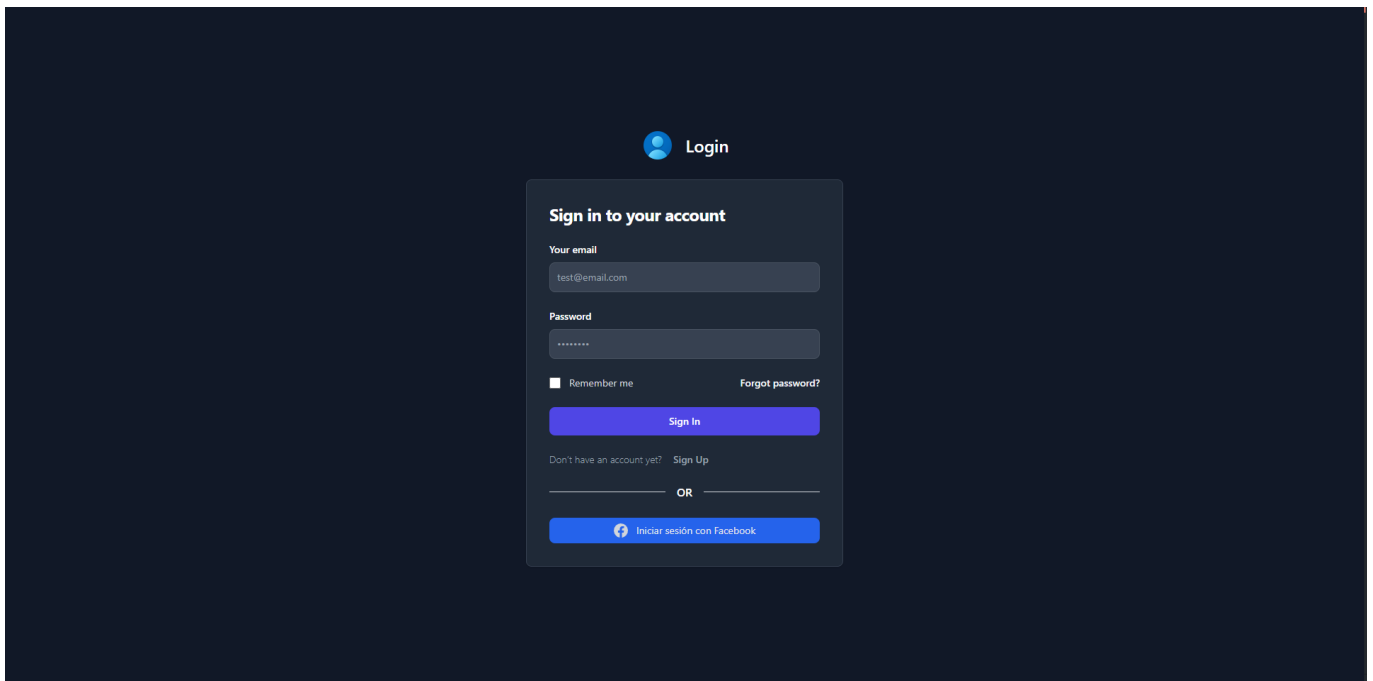 Login
Sign in to your account
Your email
test@email.com
Password
••••••••
Remember me Forgot password?
Sign In
Don't have an account yet? Sign Up
OR
Iniciar sesión con Facebook